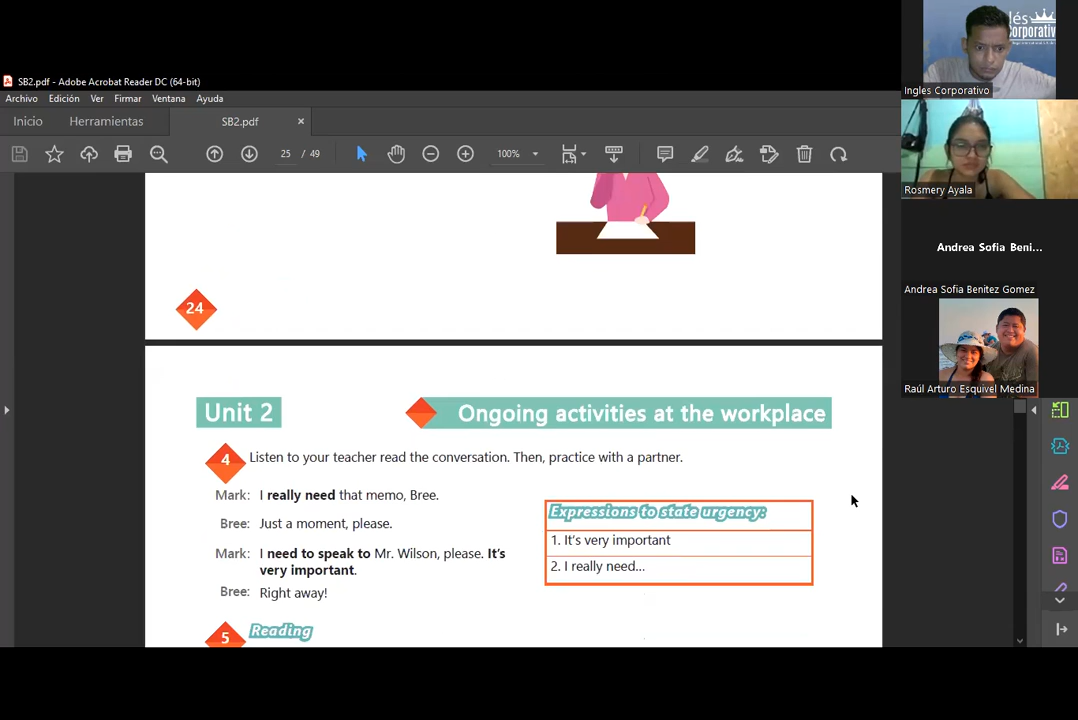 lés
Corporativo
Ingles Corporativo
SB2.pdf - Adobe Acrobat Reader DC (64-bit)
Archivo Edición Ver Firmar Ventana Ayuda
Inicio Herramientas SB2.pdf ×
25 / 49 100%
Rosmery Ayala
Andrea Sofia Beni...
Andrea Sofia Benitez Gomez
Raúl Arturo Esquivel Medina
24
Unit 2 Ongoing activities at the workplace
4 Listen to your teacher read the conversation. Then, practice with a partner.
Mark: I really need that memo, Bree.
Bree: Just a moment, please.
Mark: I need to speak to Mr. Wilson, please. It's
very important.
Bree: Right away!
Expressions to state urgency:
1. It's very important
2. I really need...
5 Reading